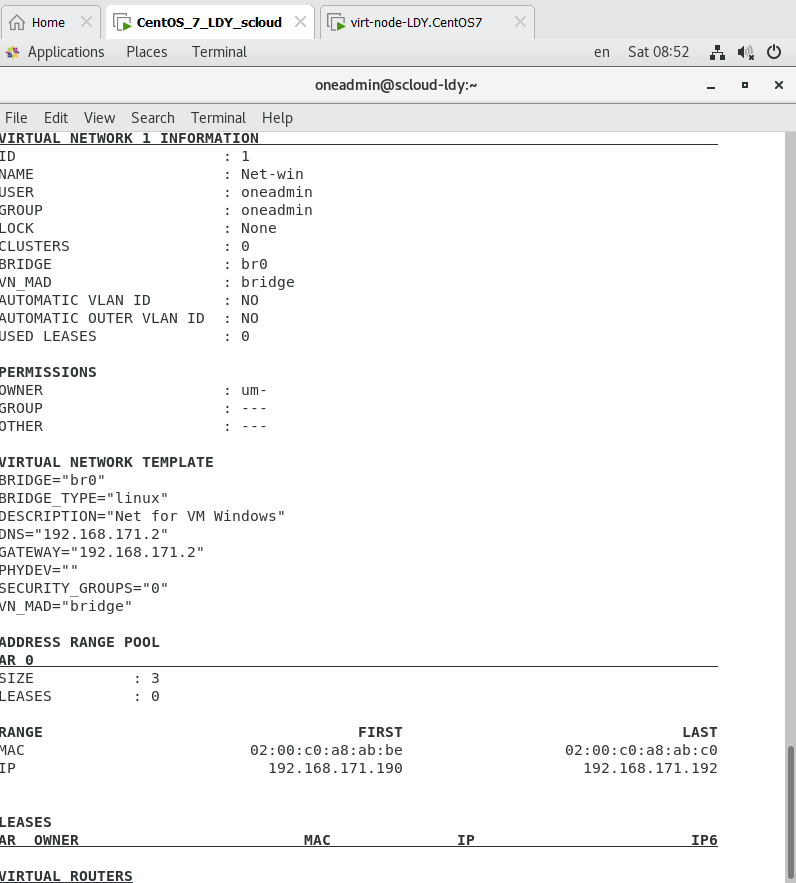 Home CentOS_7_LDY_scloud virt-node-LDY.CentOS7
Applications Places Terminal en Sat 08:52
oneadmin@scloud-ldy:~
File Edit View Search Terminal Help
VIRTUAL NETWORK 1 INFORMATION
ID : 1
NAME : Net-win
USER : oneadmin
GROUP : oneadmin
LOCK : None
CLUSTERS : 0
BRIDGE : br0
VN_MAD : bridge
AUTOMATIC VLAN ID : NO
AUTOMATIC OUTER VLAN ID : NO
USED LEASES : 0
PERMISSIONS
OWNER : um-
GROUP : ---
OTHER : ---
VIRTUAL NETWORK TEMPLATE
BRIDGE="br0"
BRIDGE_TYPE="linux"
DESCRIPTION="Net for VM Windows"
DNS="192.168.171.2"
GATEWAY="192.168.171.2"
PHYDEV=""
SECURITY_GROUPS="0"
VN_MAD="bridge"
ADDRESS RANGE POOL
AR 0
SIZE : 3
LEASES : 0
RANGE FIRST LAST
MAC 02:00:c0:a8:ab:be 02:00:c0:a8:ab:c0
IP 192.168.171.190 192.168.171.192
LEASES
AR OWNER MAC IP IP6
VIRTUAL ROUTERS